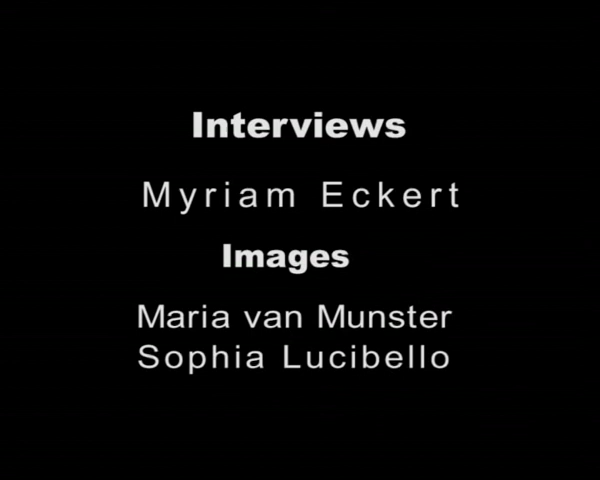 Interviews
Myriam Eckert
Images
Maria van Munster
Sophia Lucibello